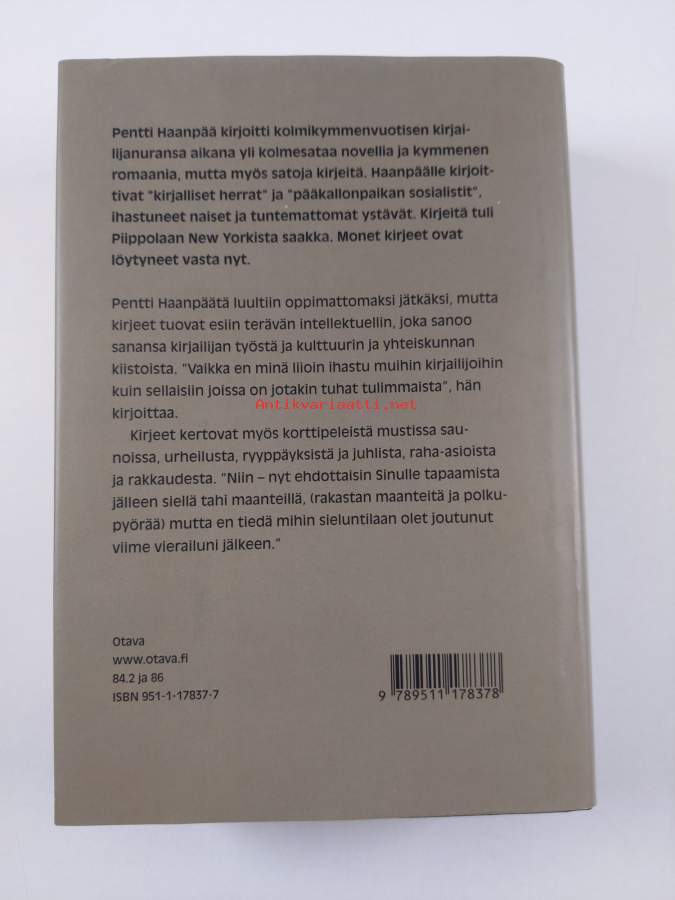 Pentti Haanpää kirjoitti kolmikymmenvuotisen kirjai-
lijanuransa aikana yli kolmesataa novellia ja kymmenen
romaania, mutta myös satoja kirjeitä. Haanpäälle kirjoit-
tivat "kirjalliset herrat" ja "pääkallonpaikan sosialistit",
ihastuneet naiset ja tuntemattomat ystävät. Kirjeitä tuli
Piippolaan New Yorkista saakka. Monet kirjeet ovat
löytyneet vasta nyt.
Pentti Haanpäätä luultiin oppimattomaksi jätkäksi, mutta
kirjeet tuovat esiin terävän intellektuellin, joka sanoo
sanansa kirjailijan työstä ja kulttuurin ja yhteiskunnan
kiistoista. "Vaikka en minä liioin ihastu muihin kirjailijoihin
kuin sellaisiin joissa on jotakin tuhat tulimmaista", hän
Antikvariaatti.net
kirjoittaa.
Kirjeet kertovat myös korttipeleistä mustissa sau-
noissa, urheilusta, ryyppäyksistä ja juhlista, raha-asioista
ja rakkaudesta. "Niin – nyt ehdottaisin Sinulle tapaamista
jälleen siellä tahi maanteillä, (rakastan maanteitä ja polku-
pyörää) mutta en tiedä mihin sieluntilaan olet joutunut
viime vierailuni jälkeen."
Otava
www.otava.fi
84.2 ja 86
ISBN 951-1-17837-7
9 789511 178378